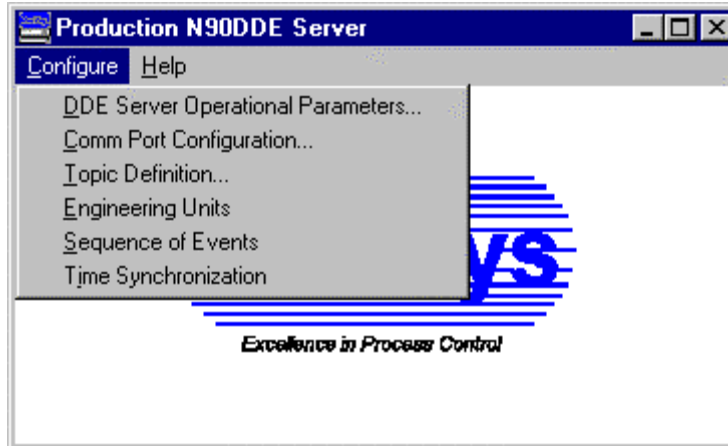 Production N90DDE Server
Configure Help
DDE Server Operational Parameters...
Comm Port Configuration...
Topic Definition...
Engineering Units
Sequence of Events
Time Synchronization
Excellence in Process Control